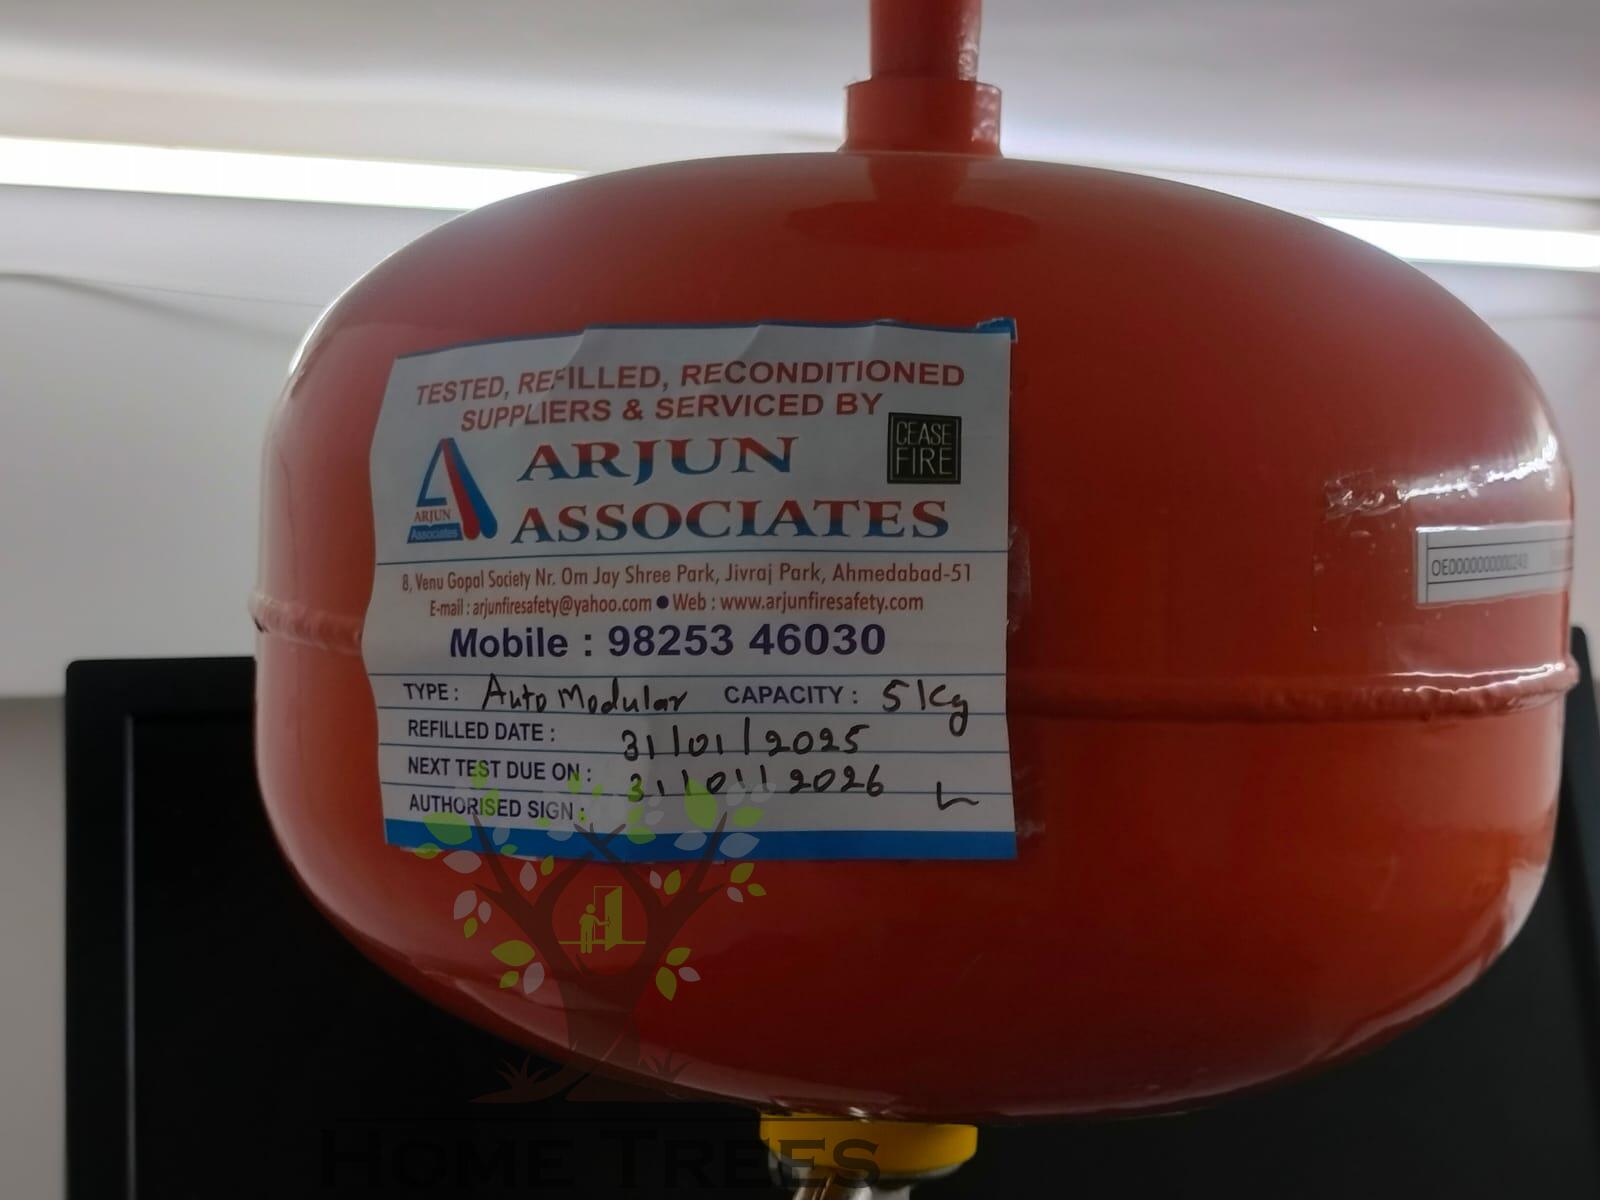 TESTED, REFILLED, RECONDITIONED
SUPPLIERS & SERVICED BY
CEASE
FIRE
ARJUN
ASSOCIATES
ARJUN
Associates
8, Venu Gopal Society Nr. Om Jay Shree Park, Jivraj Park, Ahmedabad-51
E-mail : arjunfiresafety@yahoo.com ● Web : www.arjunfiresafety.com
Mobile : 98253 46030
TYPE : Auto Modular CAPACITY : 5 Kg
REFILLED DATE : 31/01/2025
NEXT TEST DUE ON : 31/01/2026
AUTHORISED SIGN :
HOME TREES